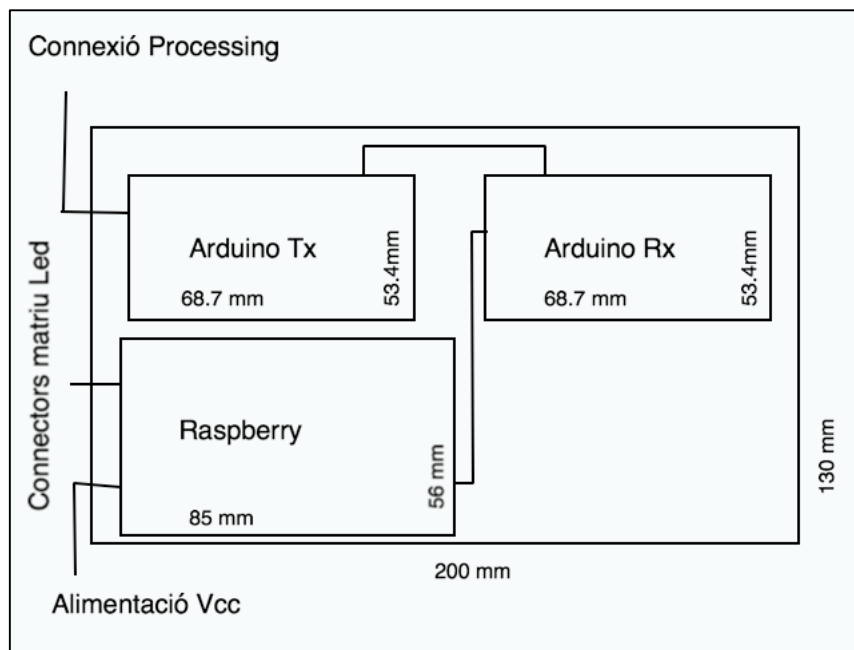 Connexió Processing
Arduino Tx
53.4mm
68.7 mm
Arduino Rx
53.4mm
68.7 mm
Connectors matriu Led
Raspberry
56 mm
85 mm
130 mm
200 mm
Alimentació Vcc